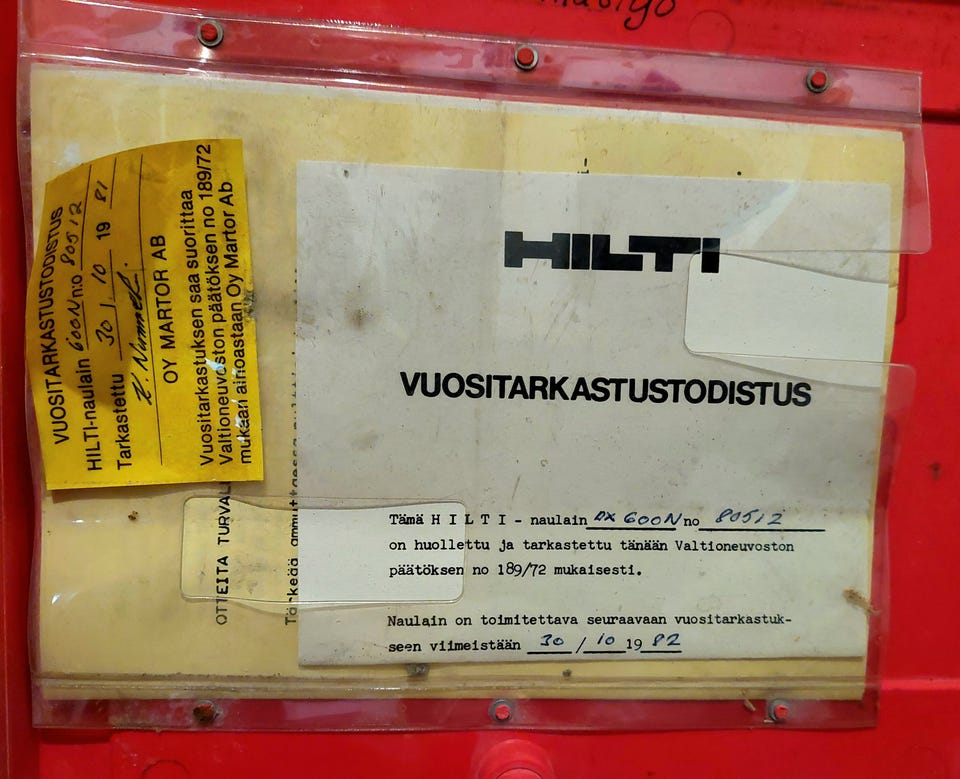 VUOSITARKASTUSTODISTUS
HILTI-naulain 600N n:o 80512
Tarkastettu 30 / 10 19 81
OY MARTOR AB
Vuositarkastuksen saa suorittaa
Valtioneuvoston päätöksen no 189/72
mukaan ainoastaan Oy Martor Ab
OTTEITA TURVAL
Tärkeää
HILTI
VUOSITARKASTUSTODISTUS
Tämä H I L T I - naulain DX 600N no 80512
on huollettu ja tarkastettu tänään Valtioneuvoston
päätöksen no 189/72 mukaisesti.
Naulain on toimitettava seuraavaan vuositarkastuk-
seen viimeistään 30 / 10 19 82